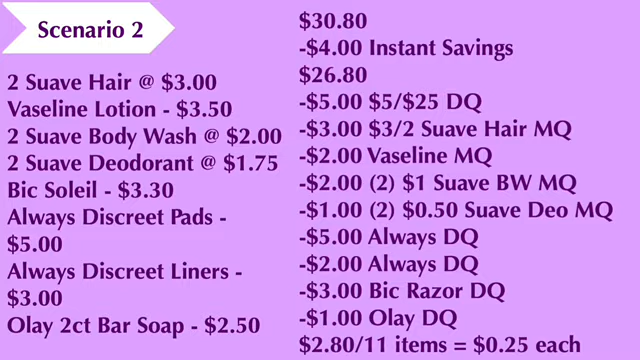 Scenario 2
2 Suave Hair @ $3.00
Vaseline Lotion - $3.50
2 Suave Body Wash @ $2.00
2 Suave Deodorant @ $1.75
Bic Soleil - $3.30
Always Discreet Pads -
$5.00
Always Discreet Liners -
$3.00
Olay 2ct Bar Soap - $2.50
$30.80
-$4.00 Instant Savings
$26.80
-$5.00 $5/$25 DQ
-$3.00 $3/2 Suave Hair MQ
-$2.00 Vaseline MQ
-$2.00 (2) $1 Suave BW MQ
-$1.00 (2) $0.50 Suave Deo MQ
-$5.00 Always DQ
-$2.00 Always DQ
-$3.00 Bic Razor DQ
-$1.00 Olay DQ
$2.80/11 items = $0.25 each